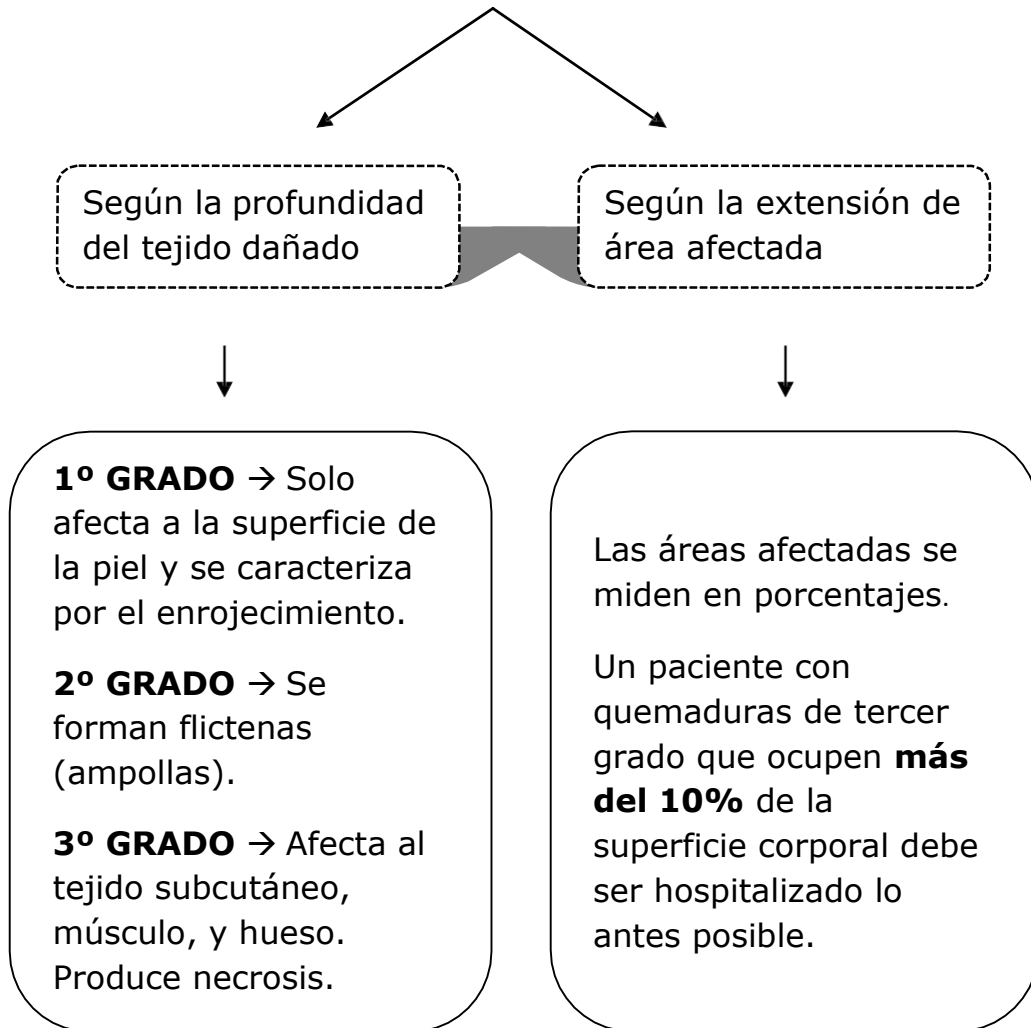 Según la profundidad
del tejido dañado
Según la extensión de
área afectada
1º GRADO → Solo
afecta a la superficie de
la piel y se caracteriza
por el enrojecimiento.
2º GRADO → Se
forman flictenas
(ampollas).
3º GRADO → Afecta al
tejido subcutáneo,
músculo, y hueso.
Produce necrosis.
Las áreas afectadas se
miden en porcentajes.
Un paciente con
quemaduras de tercer
grado que ocupen más
del 10% de la
superficie corporal debe
ser hospitalizado lo
antes posible.